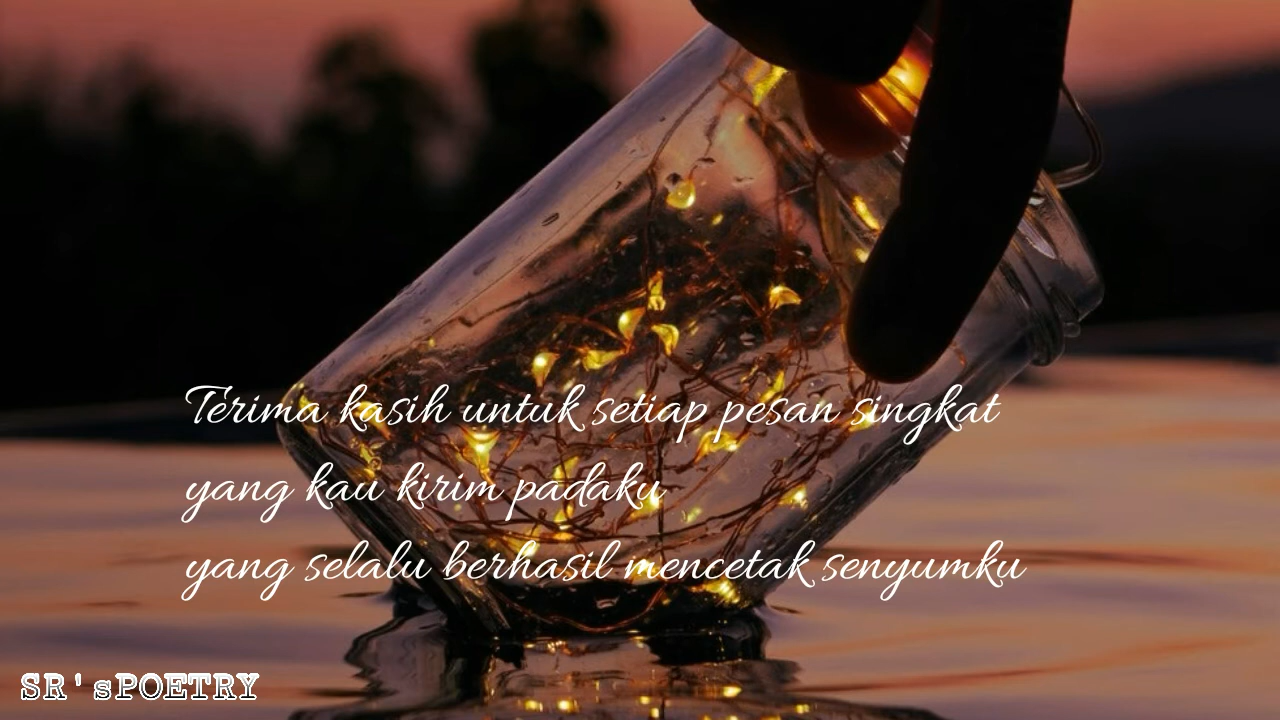 Terima kasih untuk setiap pesan singkat
yang kau kirim padaku
yang selalu berhasil mencetak senyumku
SR'sPOETRY